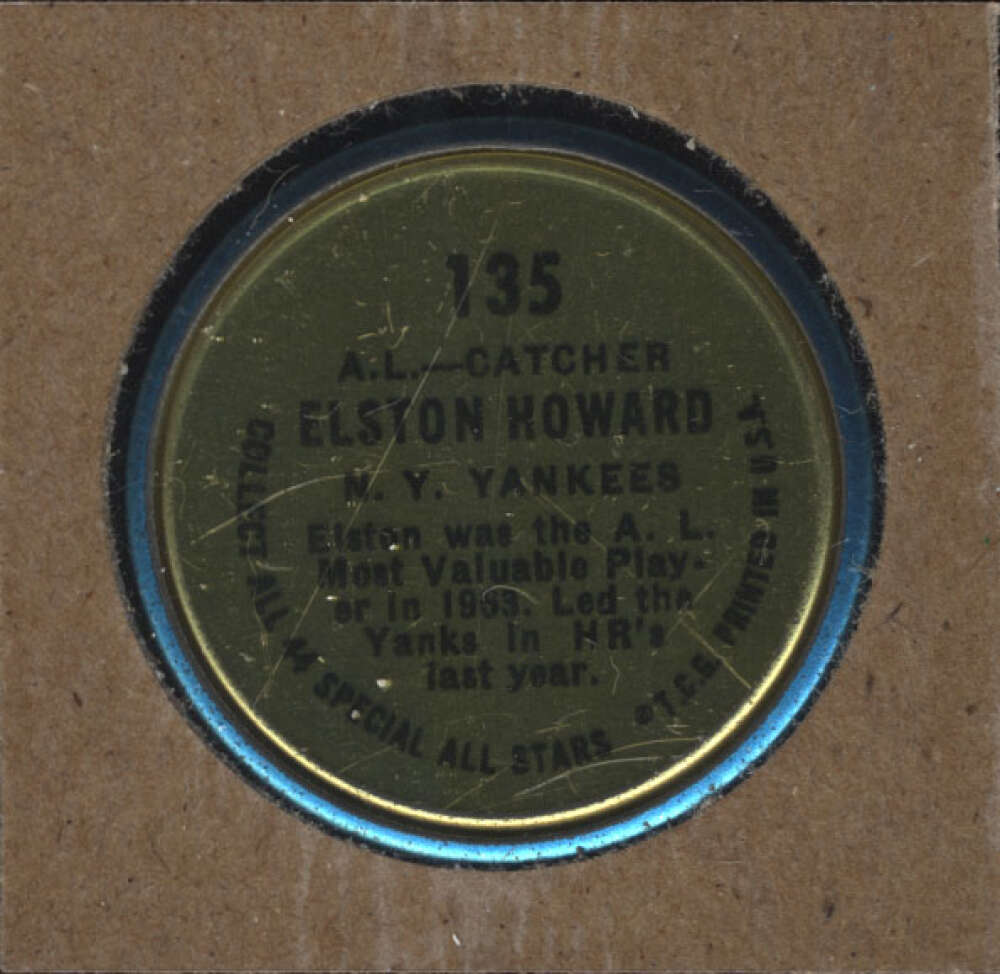 135
A.L.—CATCHER
ELSTON HOWARD
N. Y. YANKEES
Elston was the A. L.
Most Valuable Play-
er in 1963. Led the
Yanks in HR's
last year.
COLLECT ALL 44 SPECIAL ALL STARS
©T.C.G. PRINTED IN USA